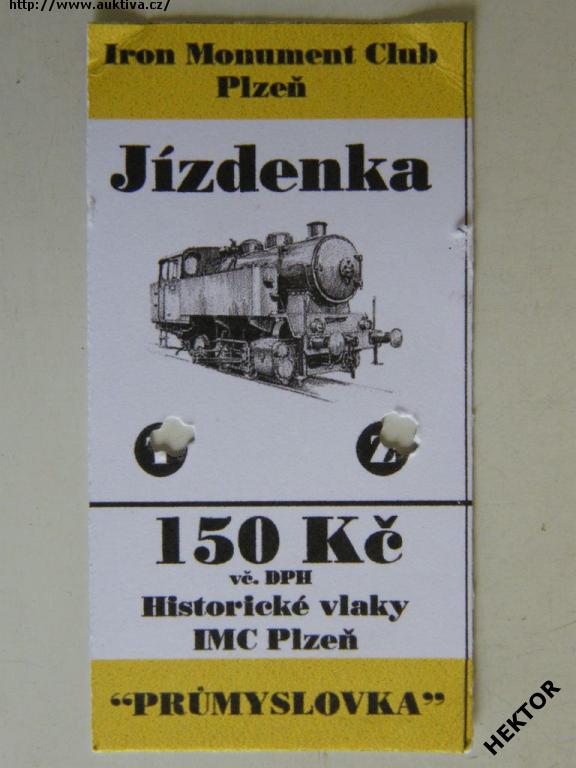 http://www.auktiva.cz/
Iron Monument Club
Plzeň
Jízdenka
Z
150 Kč
vč. DPH
Historické vlaky
IMC Plzeň
“PRŮMYSLOVKA”
HEKTOR